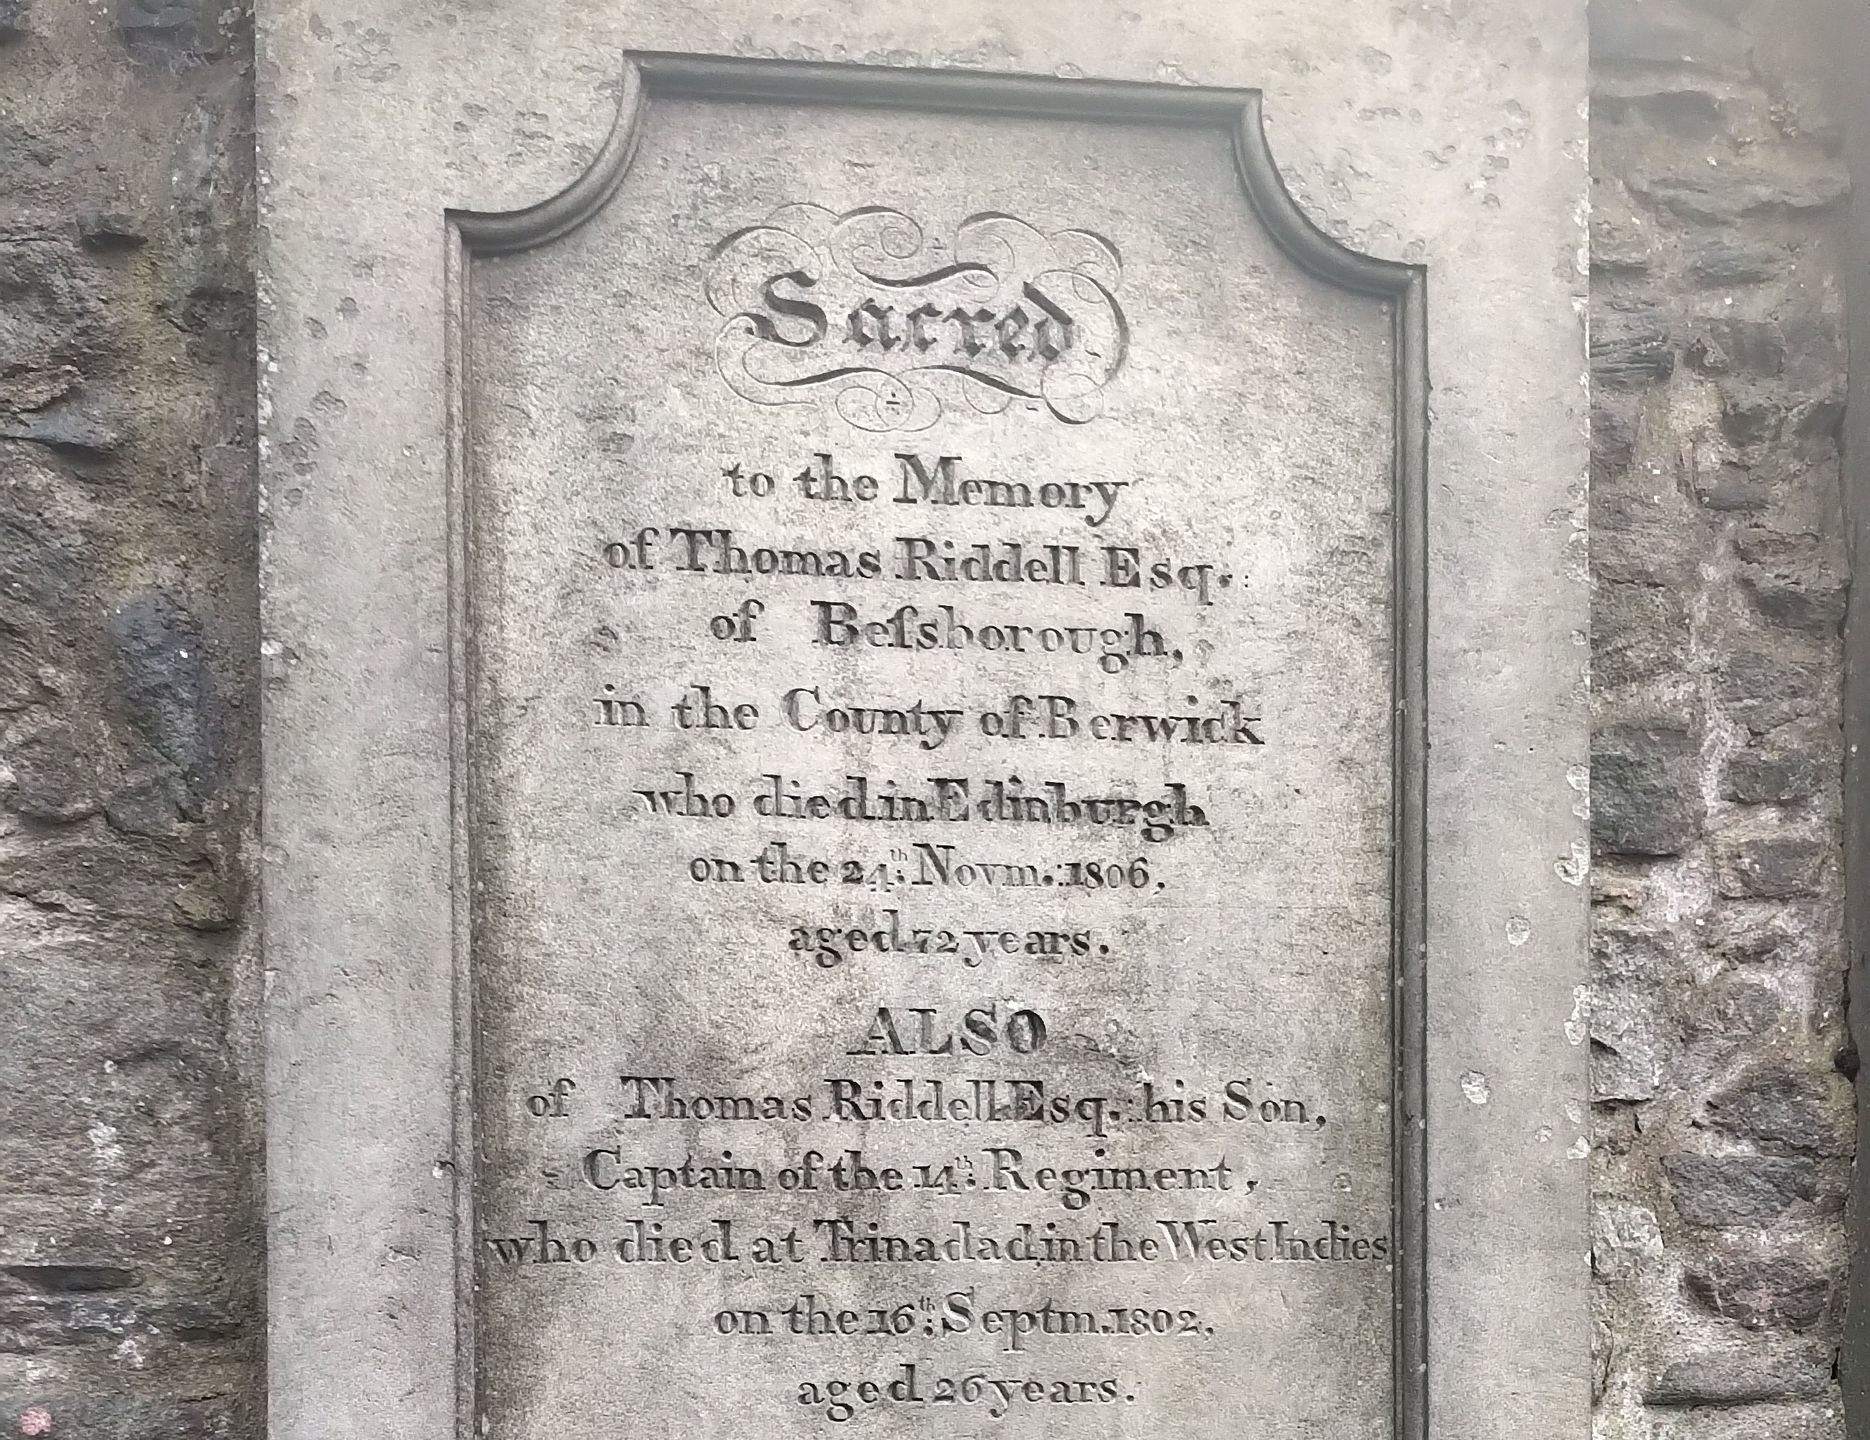 Sacred
to the Memory
of Thomas Riddell Esq.:
of Beſsborough,
in the County of Berwick
who died in Edinburgh
on the 24th. Novm.: 1806,
aged 72 years.
ALSO
of Thomas Riddell Esq.: his Son,
Captain of the 14th. Regiment,
who died at Trinadad in the West Indies
on the 16th. Septm. 1802,
aged 26 years.